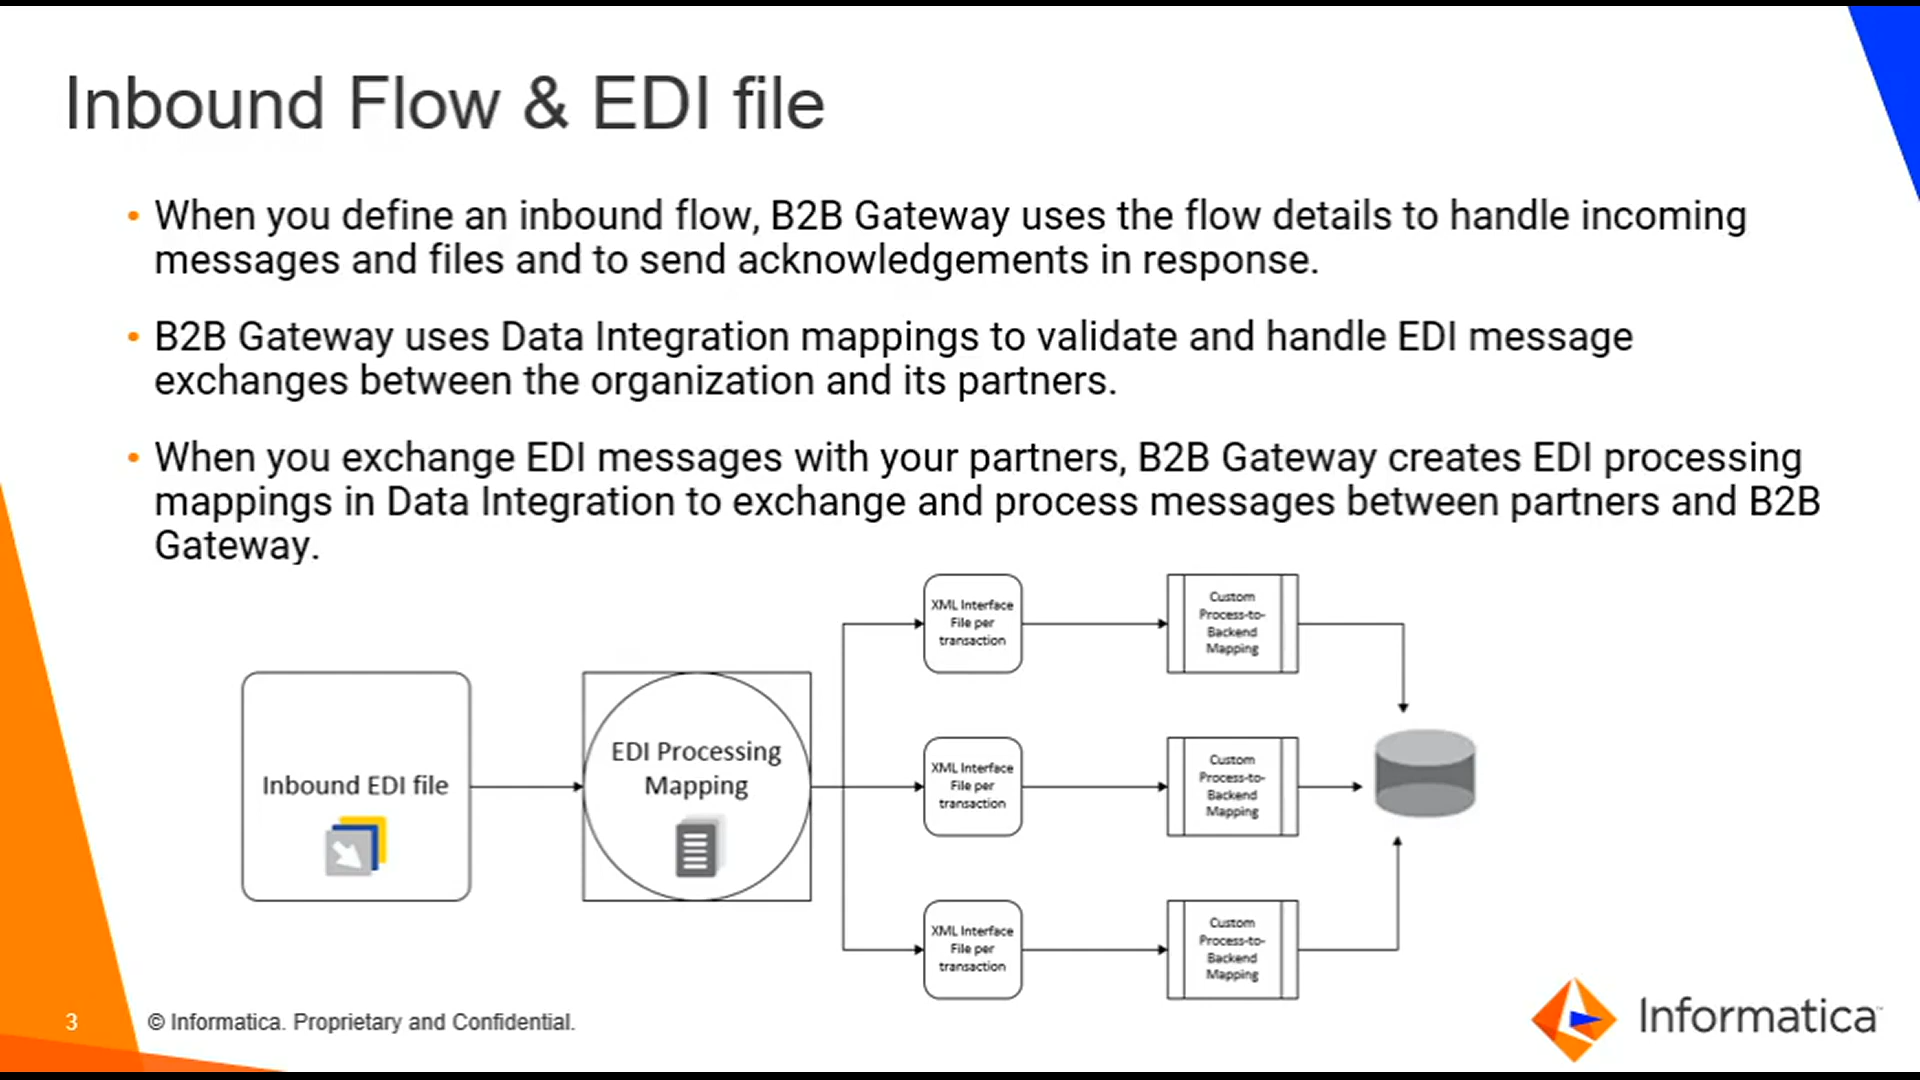 Inbound Flow & EDI file
• When you define an inbound flow, B2B Gateway uses the flow details to handle incoming
messages and files and to send acknowledgements in response.
• B2B Gateway uses Data Integration mappings to validate and handle EDI message
exchanges between the organization and its partners.
• When you exchange EDI messages with your partners, B2B Gateway creates EDI processing
mappings in Data Integration to exchange and process messages between partners and B2B
Gateway.
Inbound EDI file
EDI Processing
Mapping
XML Interface
File per
transaction
Custom
Process-to-
Backend
Mapping
XML Interface
File per
transaction
Custom
Process-to-
Backend
Mapping
XML Interface
File per
transaction
Custom
Process-to-
Backend
Mapping
3
© Informatica. Proprietary and Confidential.
Informatica